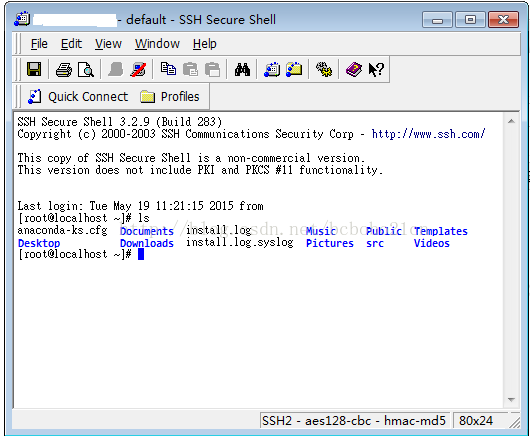 - default - SSH Secure Shell
File Edit View Window Help
Quick Connect Profiles
SSH Secure Shell 3.2.9 (Build 283)
Copyright (c) 2000-2003 SSH Communications Security Corp - http://www.ssh.com/
This copy of SSH Secure Shell is a non-commercial version.
This version does not include PKI and PKCS #11 functionality.
Last login: Tue May 19 11:21:15 2015 from
[root@localhost ~]# ls
anaconda-ks.cfg Documents install.log Music Public Templates
Desktop Downloads install.log.syslog Pictures src Videos
[root@localhost ~]#
SSH2 - aes128-cbc - hmac-md5 80x24